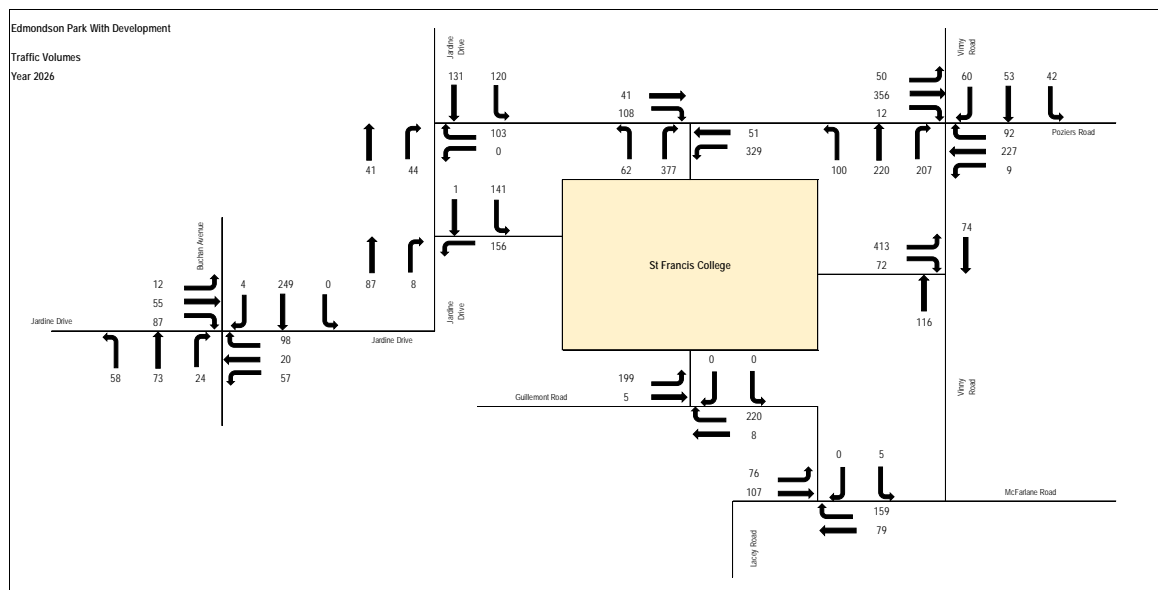 Edmondson Park With Development
Traffic Volumes
Year 2026
Jardine
Drive
Vimy
Road
131 120
50 60 53 42
41
356
108
12
103
51
92
Poziers Road
0
329
227
41 44
62 377
100 220 207
9
1 141
156
74
Buchan Avenue
St Francis College
413
72
12 4 249 0
87 8
55
Jardine
Drive
116
87
Jardine Drive
98
Jardine Drive
20
58 73 24
57
0 0
199
5
Guillemont Road
220
8
Vimy
Road
0 5
76
107
McFarlane Road
159
79
Lacey Road